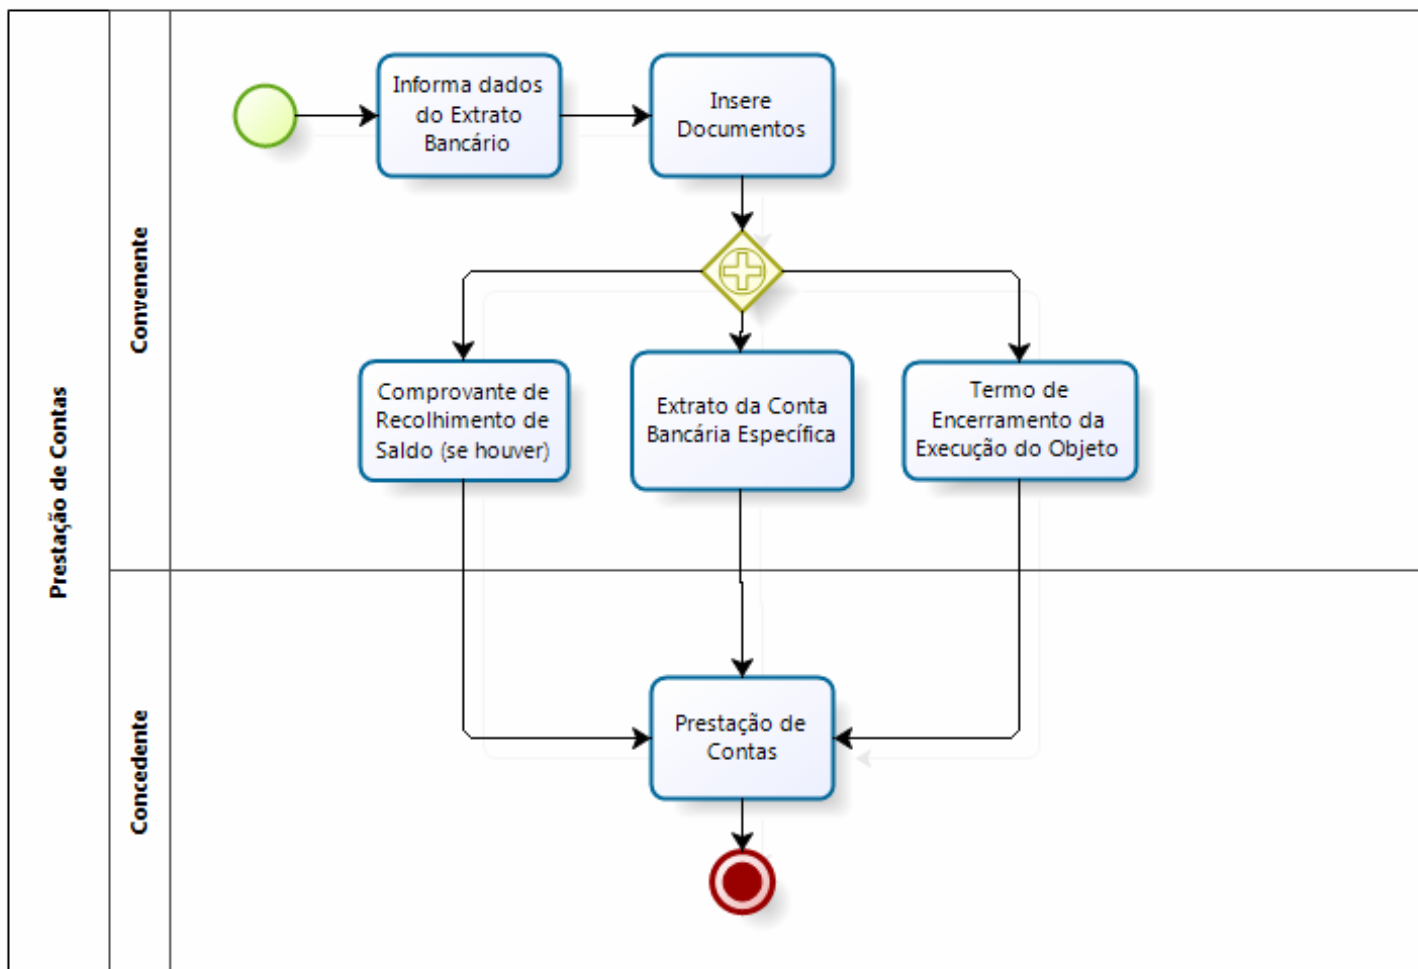 Prestação de Contas
Convenente
Informa dados
do Extrato
Bancário
Insere
Documentos
Comprovante de
Recolhimento de
Saldo (se houver)
Extrato da Conta
Bancária Específica
Termo de
Encerramento da
Execução do Objeto
Concedente
Prestação de
Contas